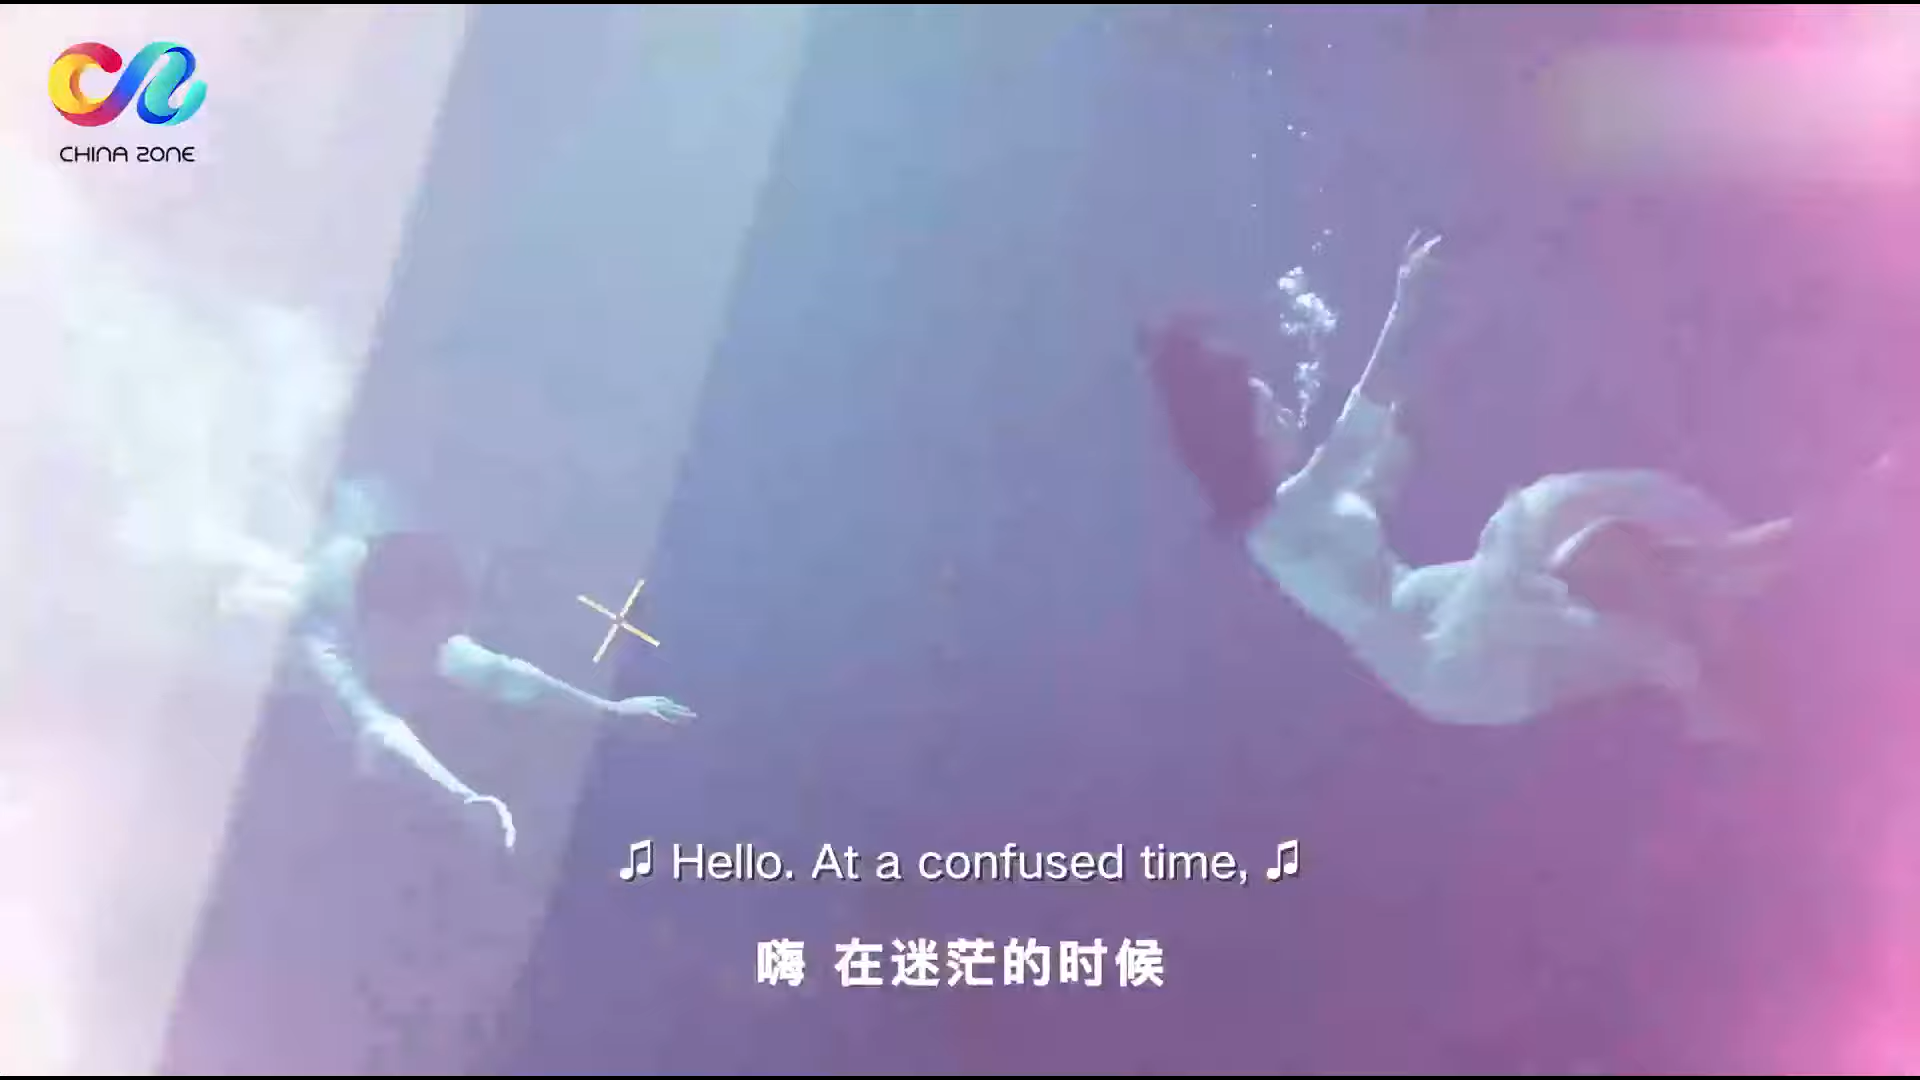 CHINA ZONE
♫ Hello. At a confused time, ♫
嗨 在迷茫的时候